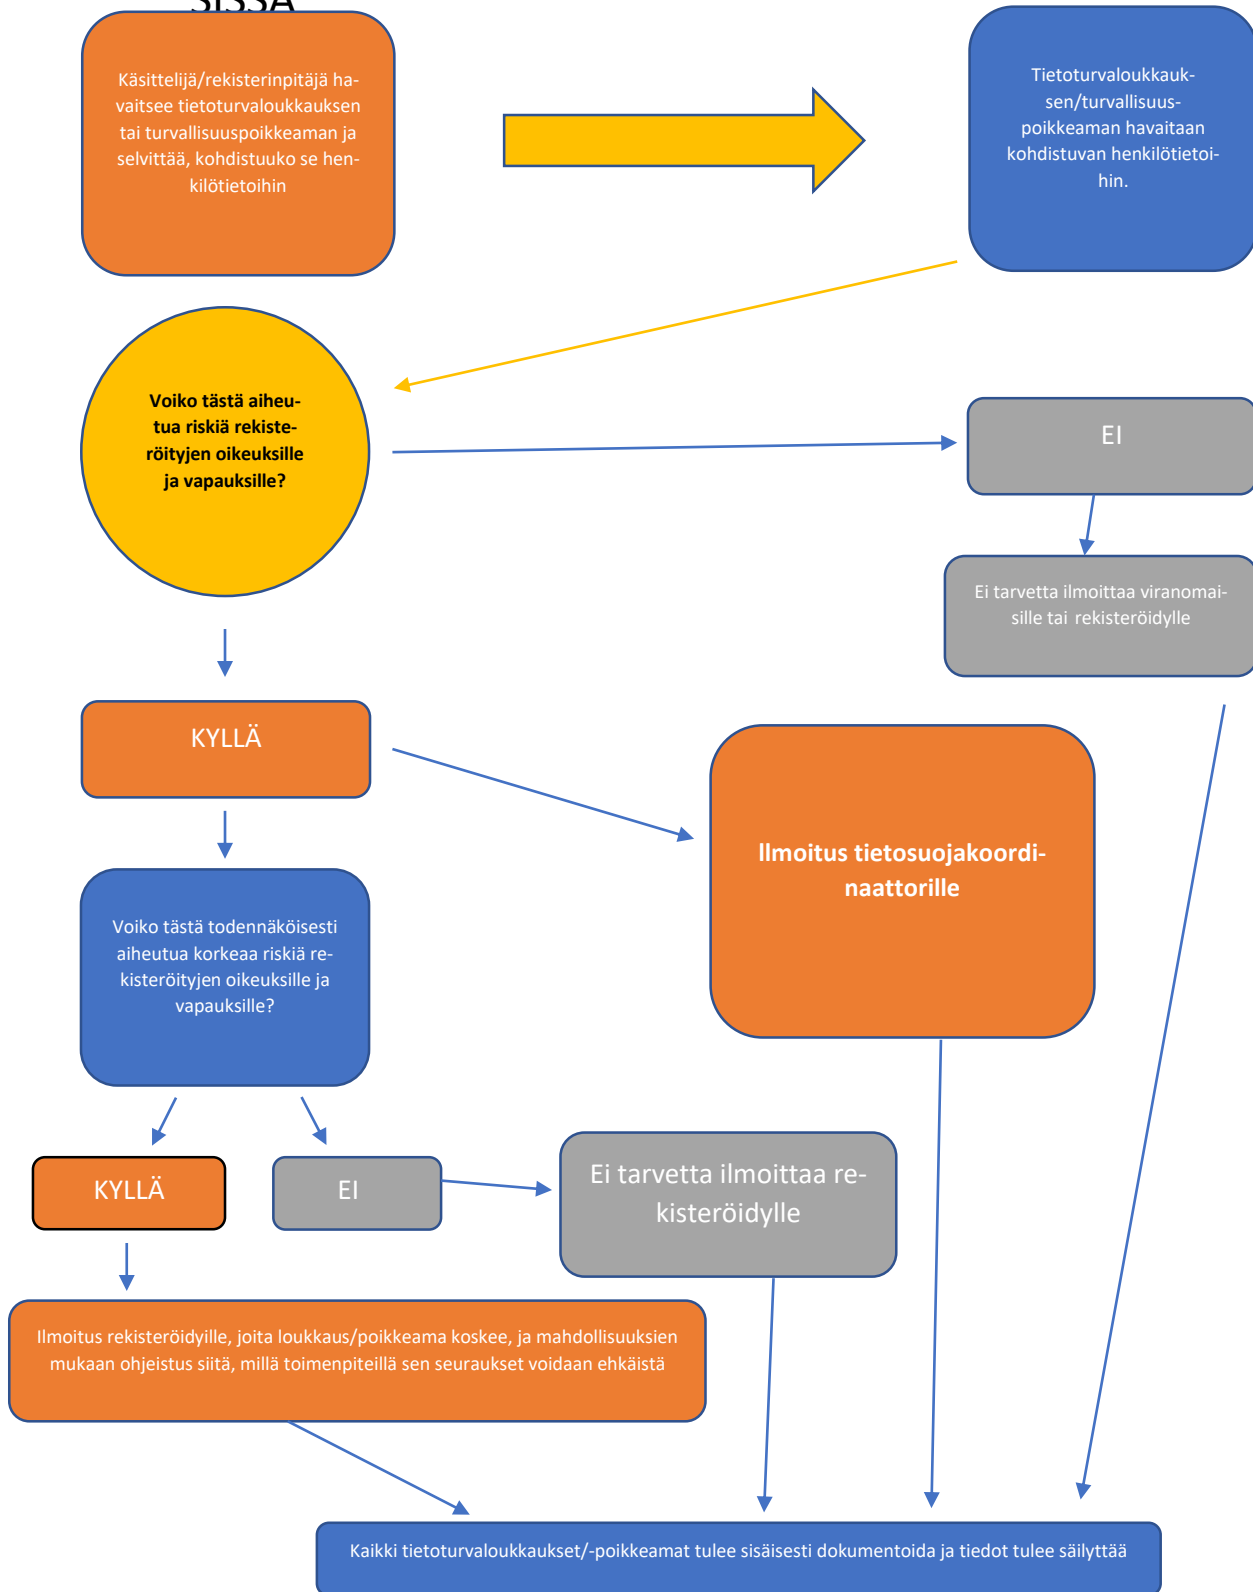 SISSÄ
Käsittelijä/rekisterinpitäjä ha-
vaitsee tietoturvaloukkauksen
tai turvallisuuspoikkeaman ja
selvittää, kohdistuuko se hen-
kilötietoihin
Tietoturvaloukkauk-
sen/turvallisuus-
poikkeaman havaitaan
kohdistuvan henkilötietoi-
hin.
Voiko tästä aiheu-
tua riskiä rekiste-
röityjen oikeuksille
ja vapauksille?
EI
Ei tarvetta ilmoittaa viranomai-
sille tai rekisteröidylle
KYLLÄ
Ilmoitus tietosuojakoordi-
naattorille
Voiko tästä todennäköisesti
aiheutua korkeaa riskiä re-
kisteröityjen oikeuksille ja
vapauksille?
KYLLÄ
EI
Ei tarvetta ilmoittaa re-
kisteröidylle
Ilmoitus rekisteröidyille, joita loukkaus/poikkeama koskee, ja mahdollisuuksien
mukaan ohjeistus siitä, millä toimenpiteillä sen seuraukset voidaan ehkäistä
Kaikki tietoturvaloukkaukset/-poikkeamat tulee sisäisesti dokumentoida ja tiedot tulee säilyttää